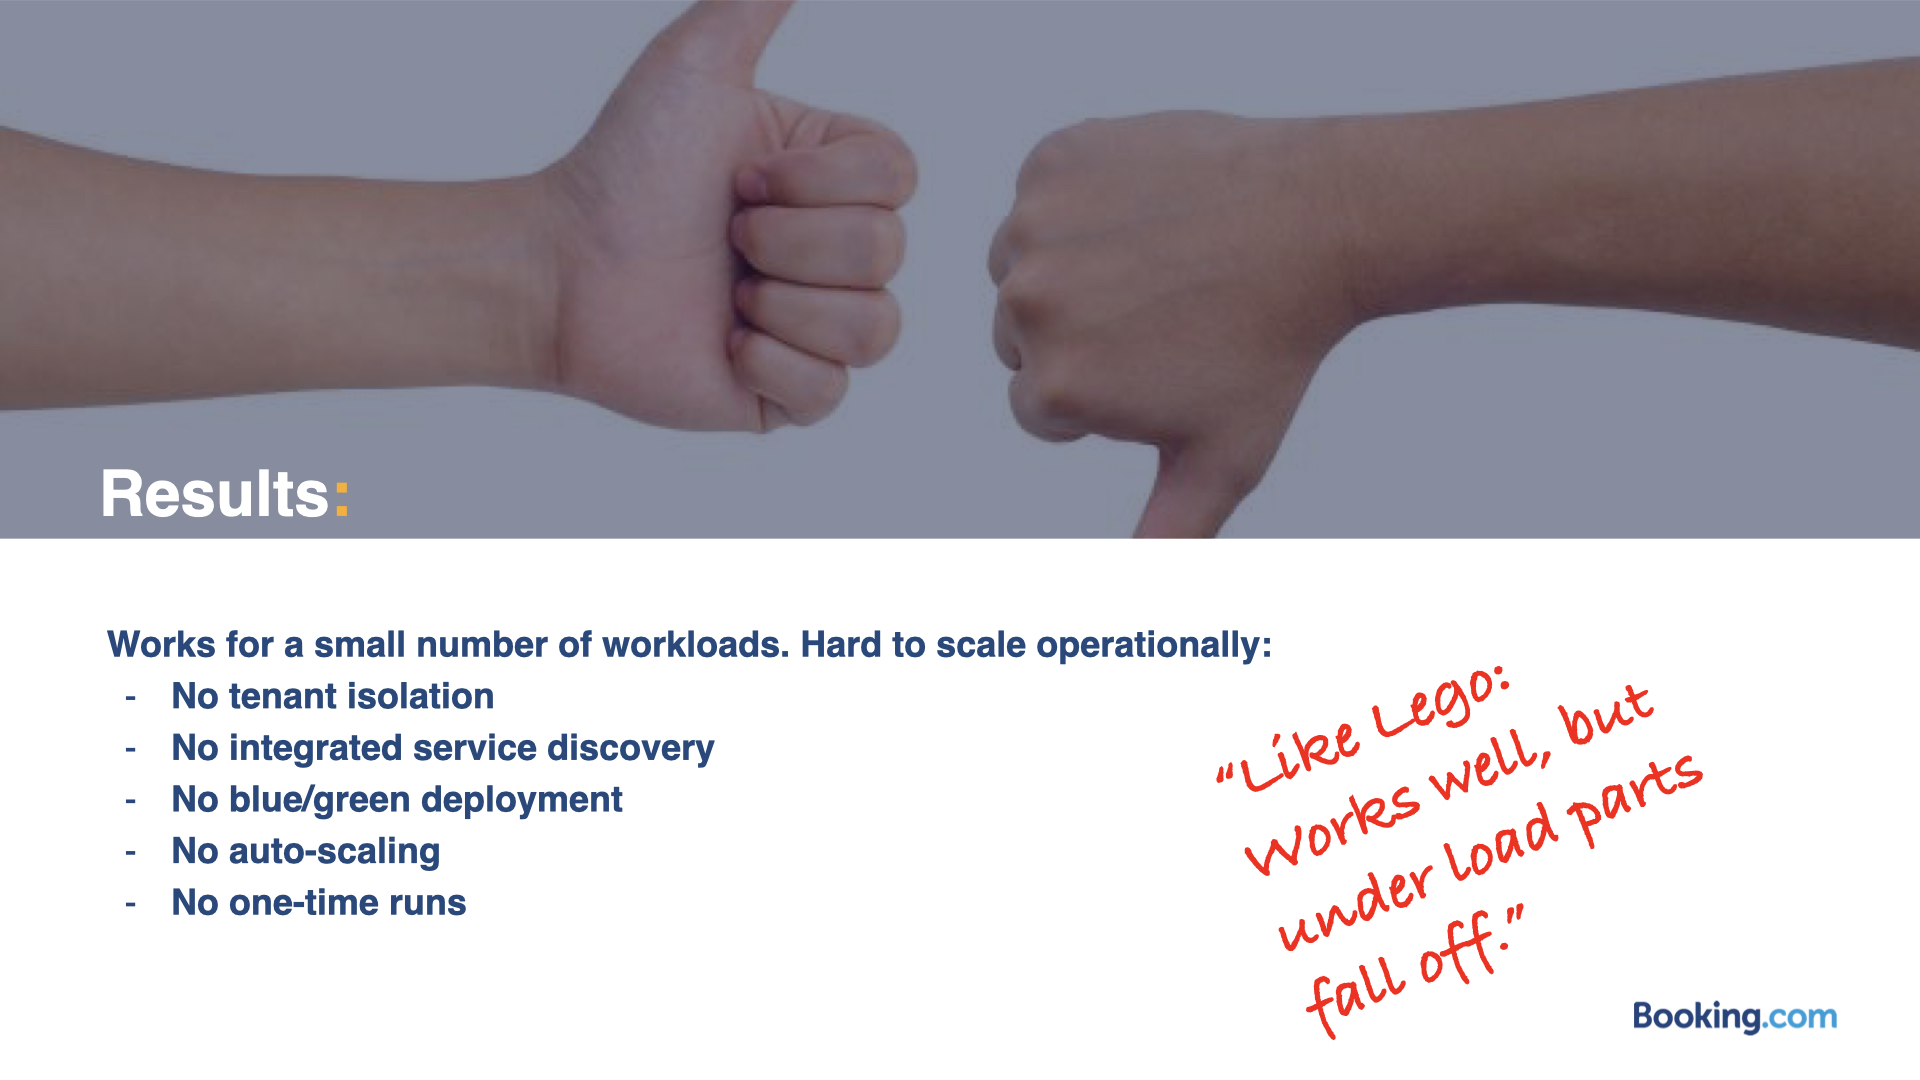 Results:
Works for a small number of workloads. Hard to scale operationally:
- No tenant isolation
- No integrated service discovery
- No blue/green deployment
- No auto-scaling
- No one-time runs
“Like Lego:
Works well, but
under load parts
fall off.”
Booking.com